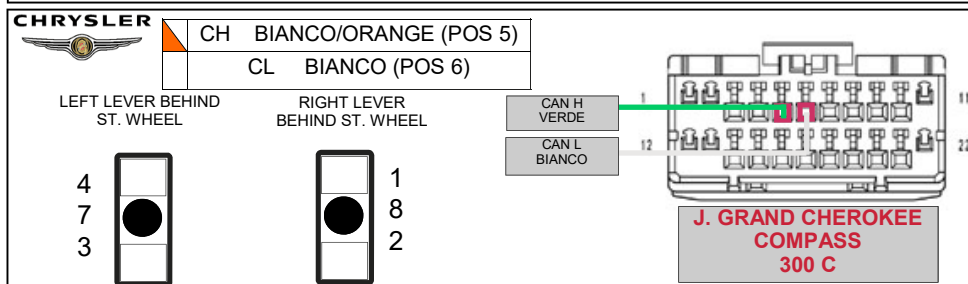 CHRYSLER
CH BIANCO/ORANGE (POS 5)
CL BIANCO (POS 6)
LEFT LEVER BEHIND
ST. WHEEL
RIGHT LEVER
BEHIND ST. WHEEL
4
7
3
1
8
2
CAN H
VERDE
CAN L
BIANCO
1
11
12
22
J. GRAND CHEROKEE
COMPASS
300 C